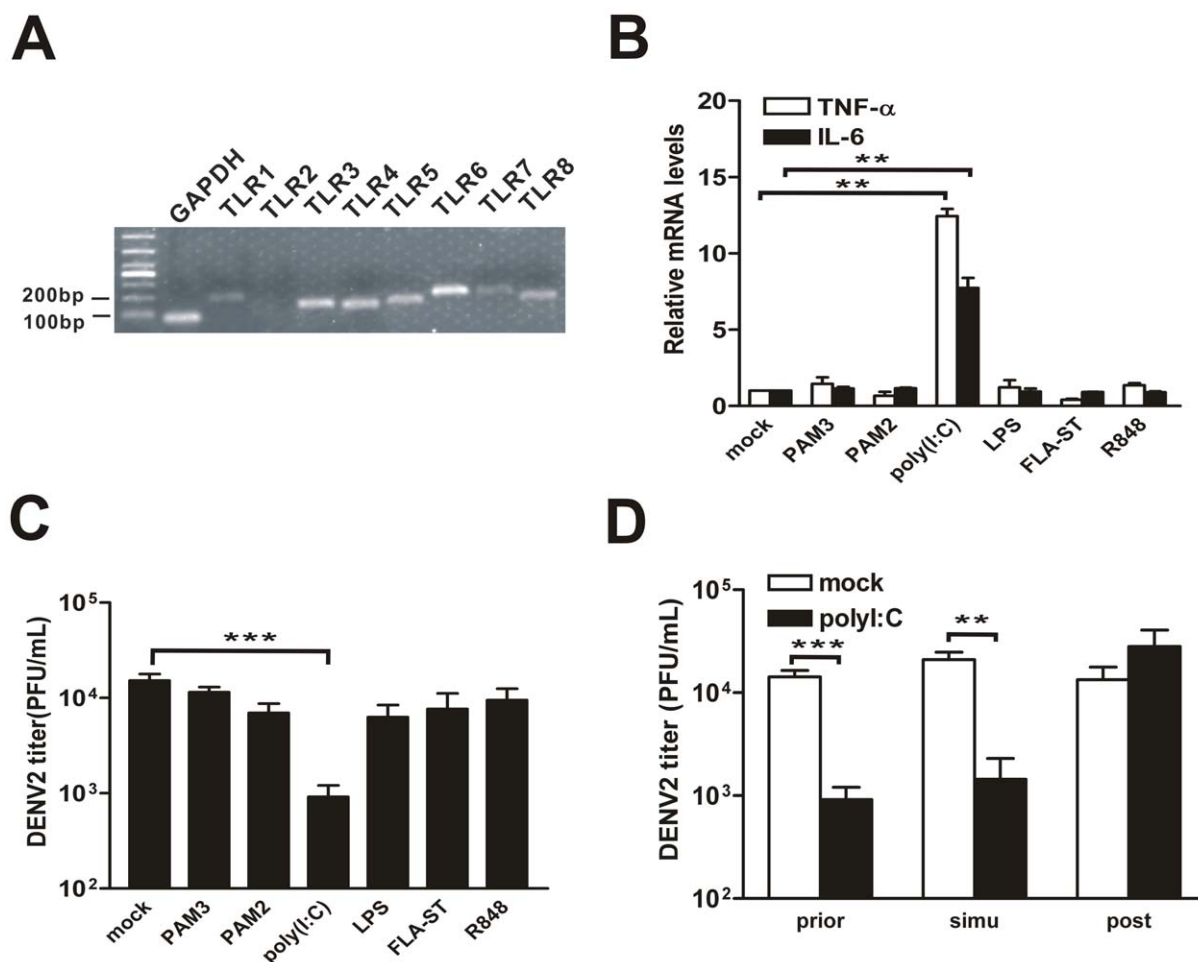 A
GAPDH
TLR1
TLR2
TLR3
TLR4
TLR5
TLR6
TLR7
TLR8
200bp
100bp
B
Relative mRNA levels
20
15
10
5
0
TNF-α
IL-6
**
**
mock
PAM3
PAM2
poly(I:C)
LPS
FLA-ST
R848
C
DENV2 titer(PFU/mL)
10^5
10^4
10^3
10^2
***
mock
PAM3
PAM2
poly(I:C)
LPS
FLA-ST
R848
D
DENV2 titer (PFU/mL)
10^5
10^4
10^3
10^2
mock
polyI:C
***
**
prior
simu
post